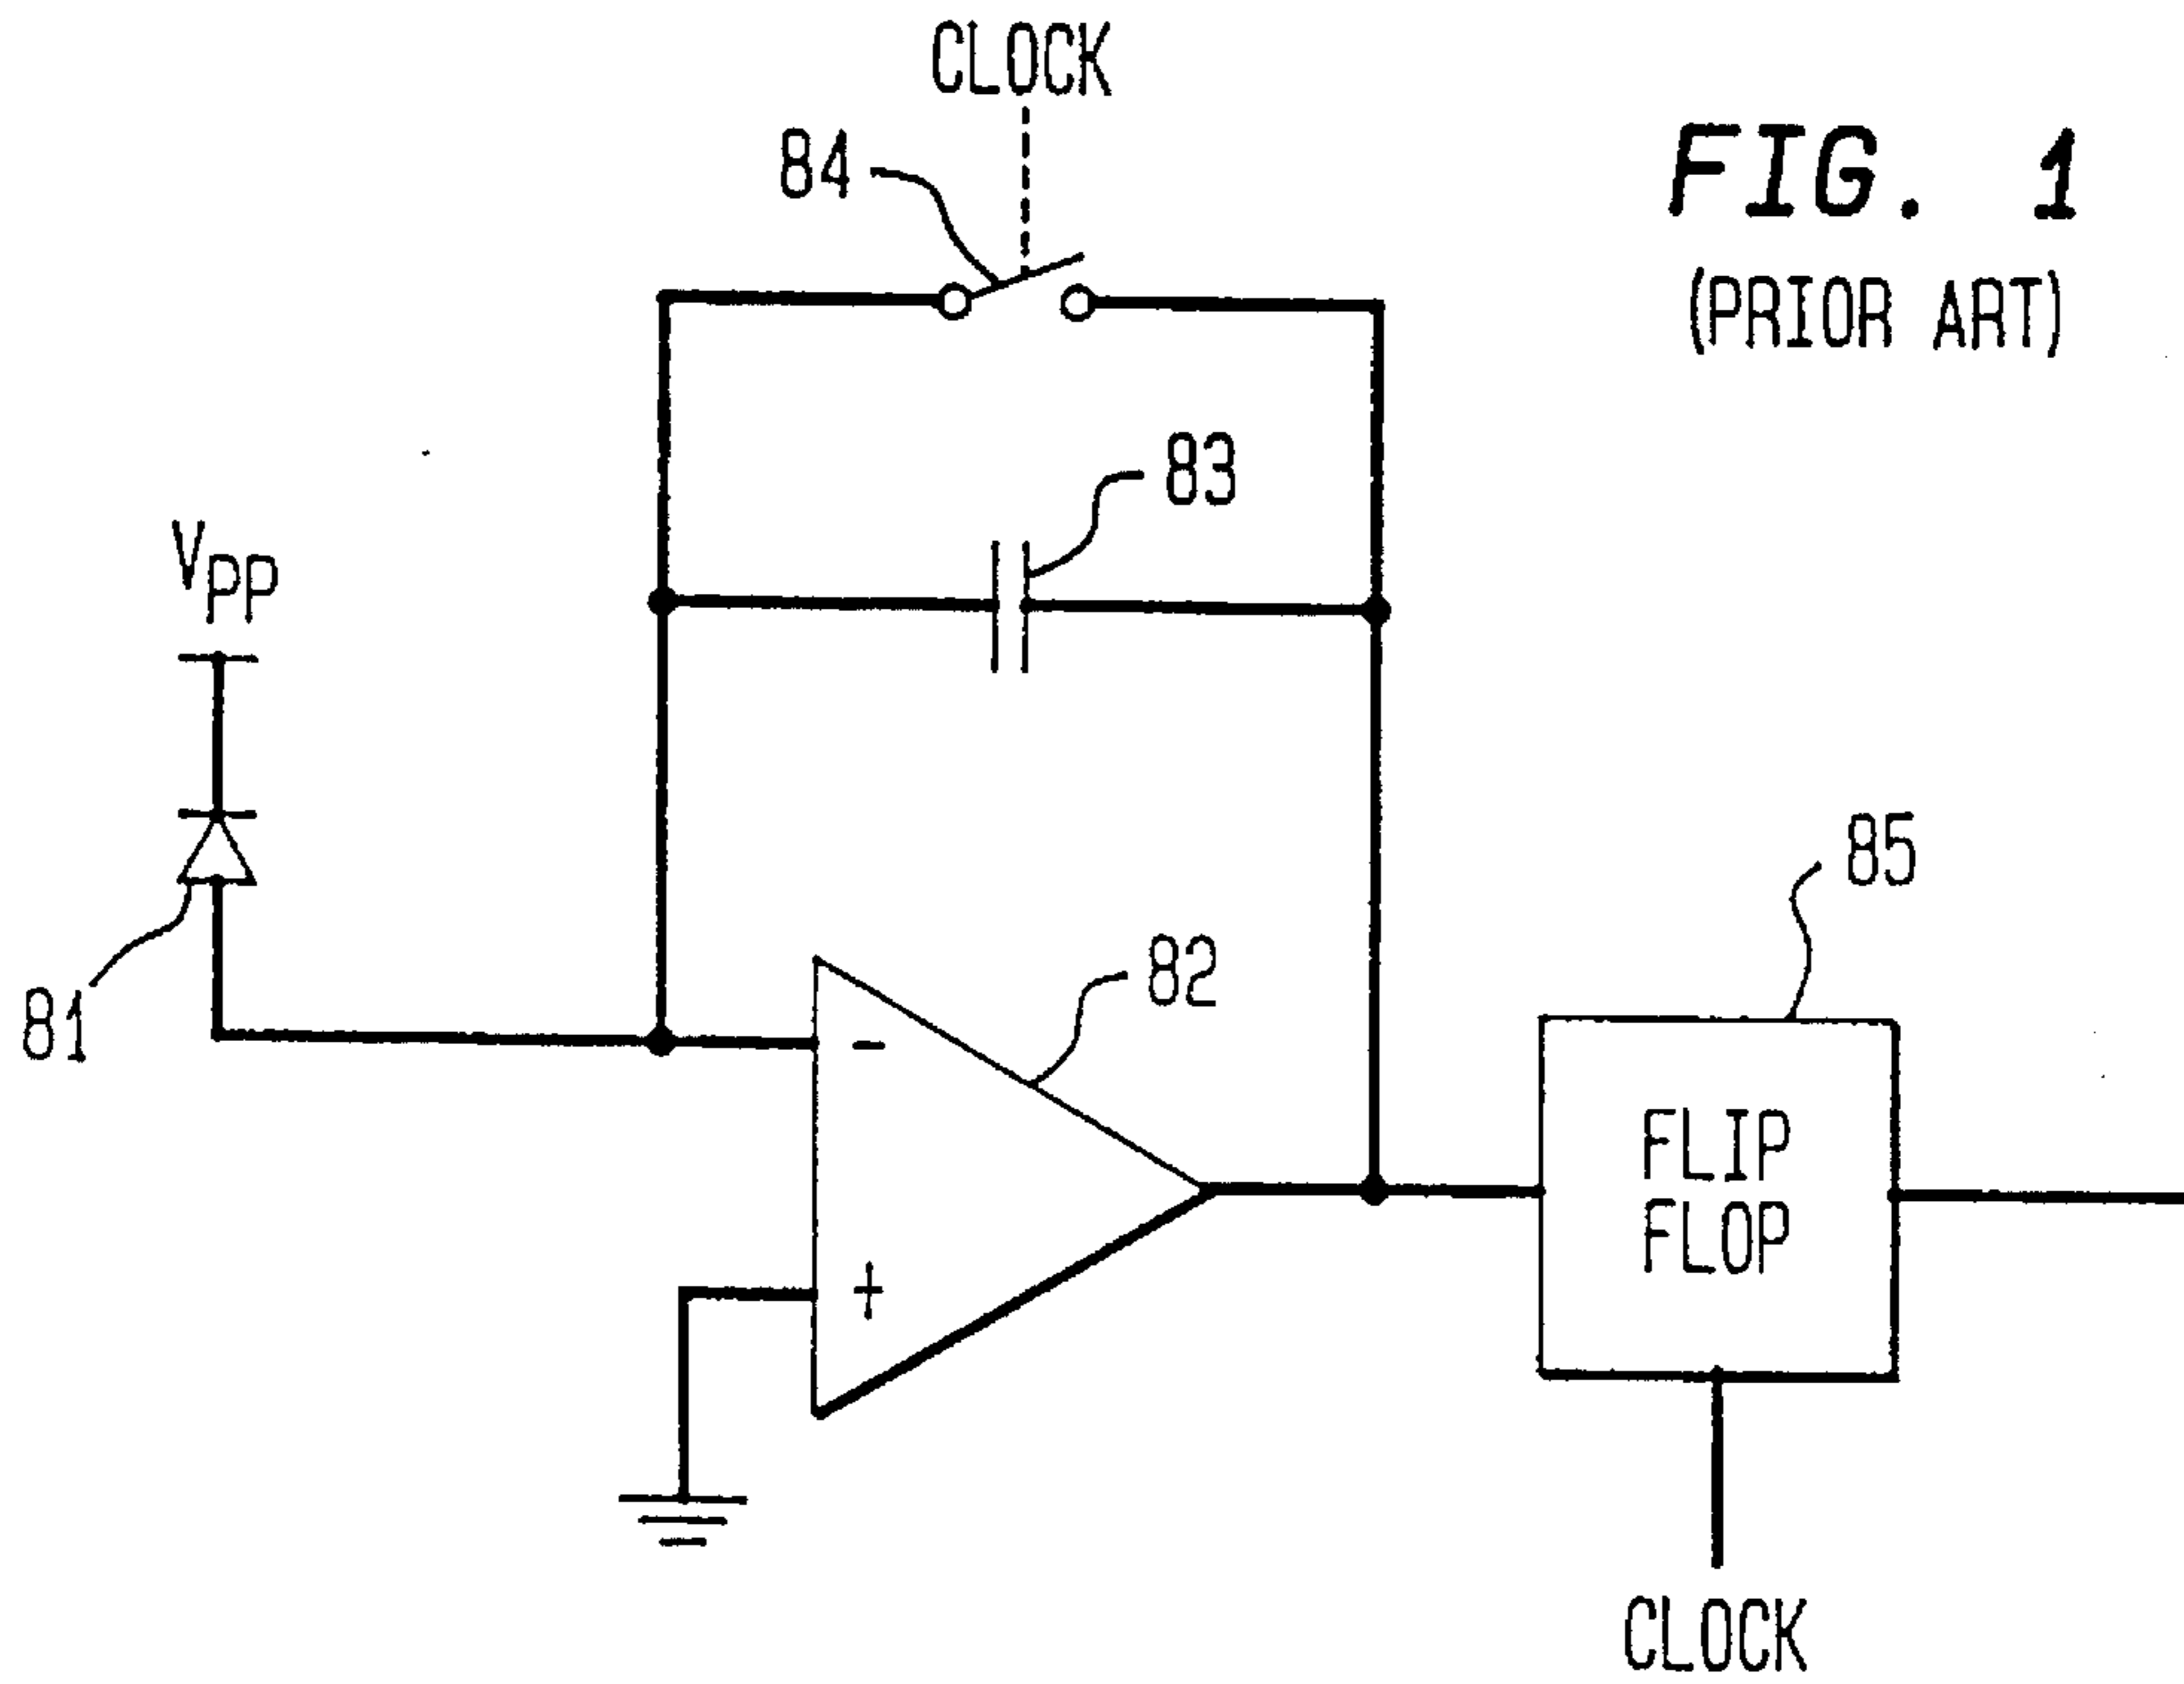 CLOCK
84
FIG. 1
(PRIOR ART)
83
VPP
85
82
81
-
FLIP
FLOP
+
CLOCK